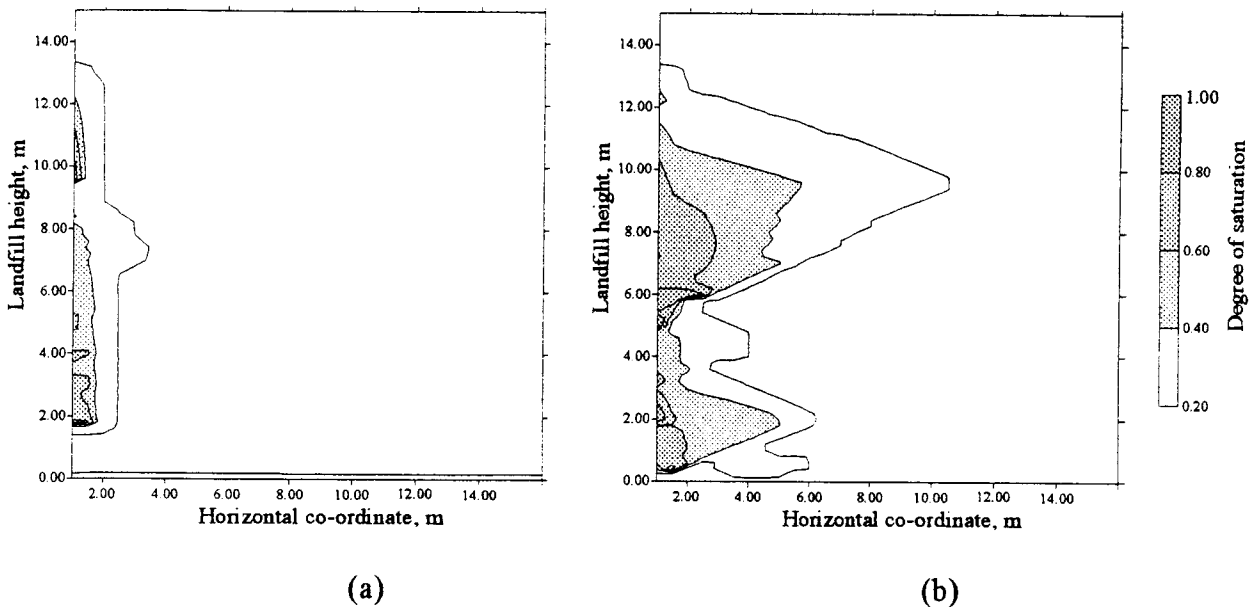 14.00
12.00
10.00
8.00
6.00
4.00
2.00
0.00
Landfill height, m
2.00 4.00 6.00 8.00 10.00 12.00 14.00
Horizontal co-ordinate, m
(a)
14.00
12.00
10.00
8.00
6.00
4.00
2.00
0.00
Landfill height, m
2.00 4.00 6.00 8.00 10.00 12.00 14.00
Horizontal co-ordinate, m
(b)
1.00
0.80
0.60
0.40
0.20
Degree of saturation